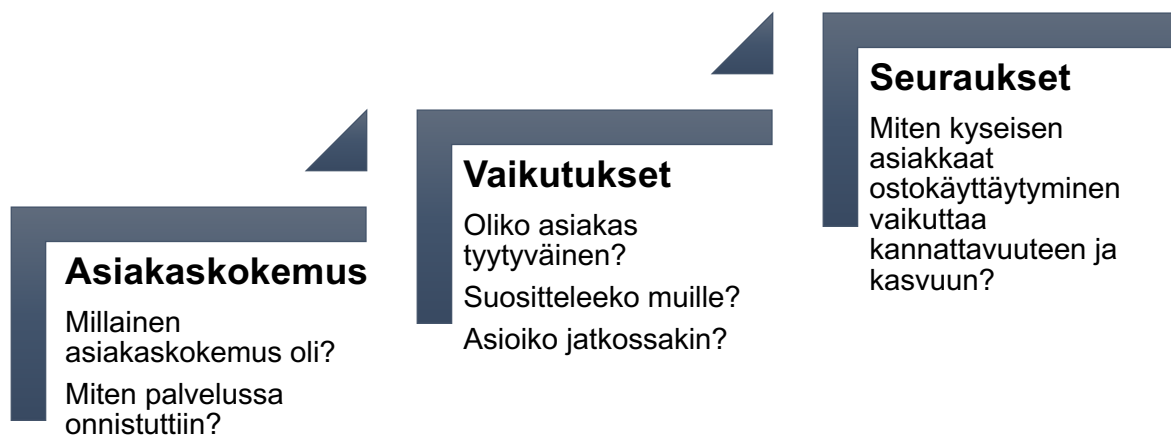 Asiakaskokemus
Millainen
asiakaskokemus oli?
Miten palvelussa
onnistuttiin?
Vaikutukset
Oliko asiakas
tyytyväinen?
Suositteleeko muille?
Asioiko jatkossakin?
Seuraukset
Miten kyseisen
asiakkaat
ostokäyttäytyminen
vaikuttaa
kannattavuuteen ja
kasvuun?